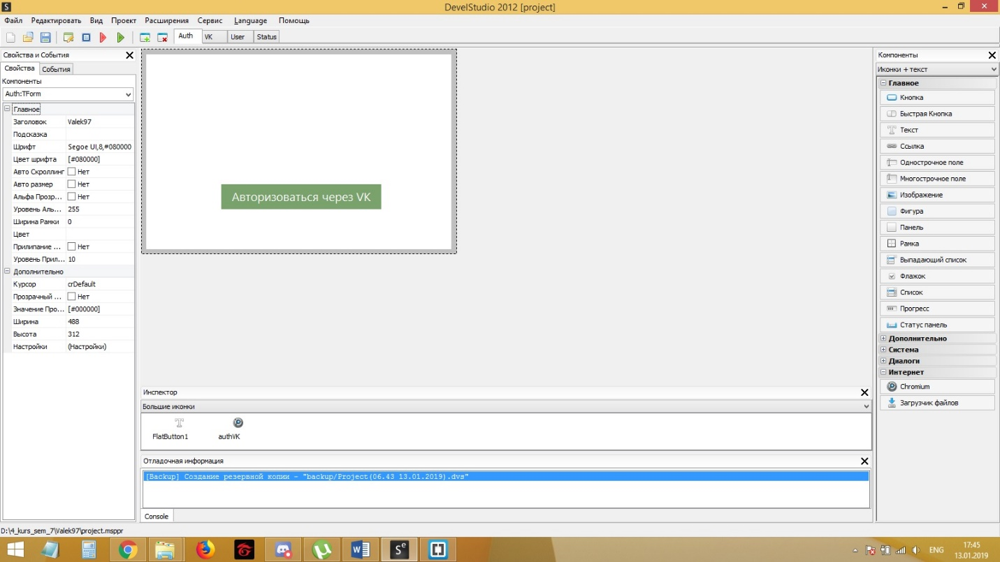 DevelStudio 2012 [project]
Файл Редактировать Вид Проект Расширения Сервис Language Помощь
Auth VK User Status
Свойства и События
Свойства События
Компоненты
Auth:TForm
Главное
Заголовок Valek97
Подсказка
Шрифт Segoe UI,8,#080000
Цвет шрифта [#080000]
Авто Скроллинг Нет
Авто размер Нет
Альфа Прозр... Нет
Уровень Аль... 255
Ширина Рамки 0
Цвет
Прилипание ... Нет
Уровень Прил... 10
Дополнительно
Курсор crDefault
Прозрачный ... Нет
Значение Про... [#000000]
Ширина 488
Высота 312
Настройки (Настройки)
Авторизоваться через VK
Инспектор
Большие иконки
FlatButton1 authVK
Отладочная информация
[Backup] Создание резервной копии - "backup/Project(06.43 13.01.2019).dvs"
Console
Компоненты
Иконки + текст
Главное
Кнопка
Быстрая Кнопка
Текст
Ссылка
Однострочное поле
Многострочное поле
Изображение
Фигура
Панель
Рамка
Выпадающий список
Флажок
Список
Прогресс
Статус панель
Дополнительно
Система
Диалоги
Интернет
Chromium
Загрузчик файлов
D:\4_kurs_sem_7\Valek97\project.msppr
ENG
17:45
13.01.2019